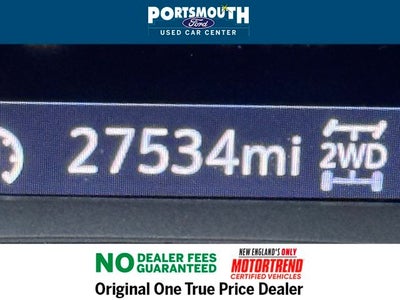 PORTSMOUTH
Ford
USED CAR CENTER
27534mi 2WD
NO DEALER FEES
GUARANTEED
NEW ENGLAND'S ONLY
MOTORTREND
CERTIFIED VEHICLES
Original One True Price Dealer